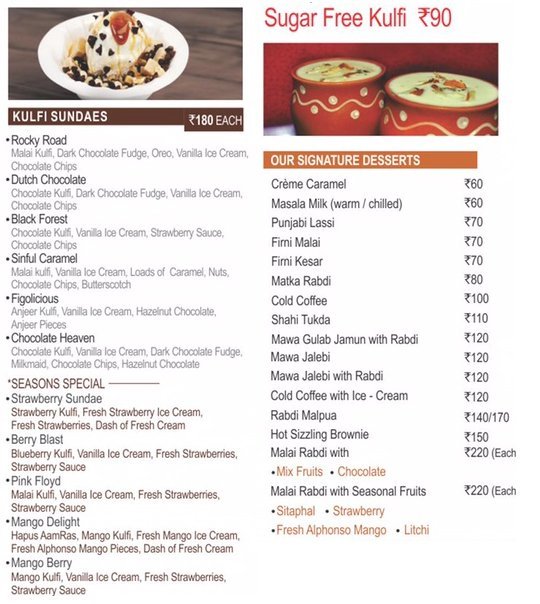 KULFI SUNDAES
₹180 EACH
•Rocky Road
Malai Kulfi, Dark Chocolate Fudge, Oreo, Vanilla Ice Cream,
Chocolate Chips
•Dutch Chocolate
Chocolate Kulfi, Dark Chocolate Fudge, Vanilla Ice Cream,
Chocolate Chips
•Black Forest
Chocolate Kulfi, Vanilla Ice Cream, Strawberry Sauce,
Chocolate Chips
•Sinful Caramel
Malai kulfi, Vanilla Ice Cream, Loads of Caramel, Nuts,
Chocolate Chips, Butterscotch
•Figolicious
Anjeer Kulfi, Vanilla Ice Cream, Hazelnut Chocolate,
Anjeer Pieces
•Chocolate Heaven
Chocolate Kulfi, Vanilla Ice Cream, Dark Chocolate Fudge,
Milkmaid, Chocolate Chips, Hazelnut Chocolate
*SEASONS SPECIAL
•Strawberry Sundae
Strawberry Kulfi, Fresh Strawberry Ice Cream,
Fresh Strawberries, Dash of Fresh Cream
•Berry Blast
Blueberry Kulfi, Vanilla Ice Cream, Fresh Strawberries,
Strawberry Sauce
•Pink Floyd
Malai Kulfi, Vanilla Ice Cream, Fresh Strawberries,
Strawberry Sauce
•Mango Delight
Hapus AamRas, Mango Kulfi, Fresh Mango Ice Cream,
Fresh Alphonso Mango Pieces, Dash of Fresh Cream
•Mango Berry
Mango Kulfi, Vanilla Ice Cream, Fresh Strawberries,
Strawberry Sauce
Sugar Free Kulfi ₹90
OUR SIGNATURE DESSERTS
Crème Caramel ₹60
Masala Milk (warm / chilled) ₹60
Punjabi Lassi ₹70
Firni Malai ₹70
Firni Kesar ₹70
Matka Rabdi ₹80
Cold Coffee ₹100
Shahi Tukda ₹110
Mawa Gulab Jamun with Rabdi ₹120
Mawa Jalebi ₹120
Mawa Jalebi with Rabdi ₹120
Cold Coffee with Ice - Cream ₹120
Rabdi Malpua ₹140/170
Hot Sizzling Brownie ₹150
Malai Rabdi with ₹220 (Each
•Mix Fruits •Chocolate
Malai Rabdi with Seasonal Fruits ₹220 (Each
•Sitaphal •Strawberry
•Fresh Alphonso Mango •Litchi